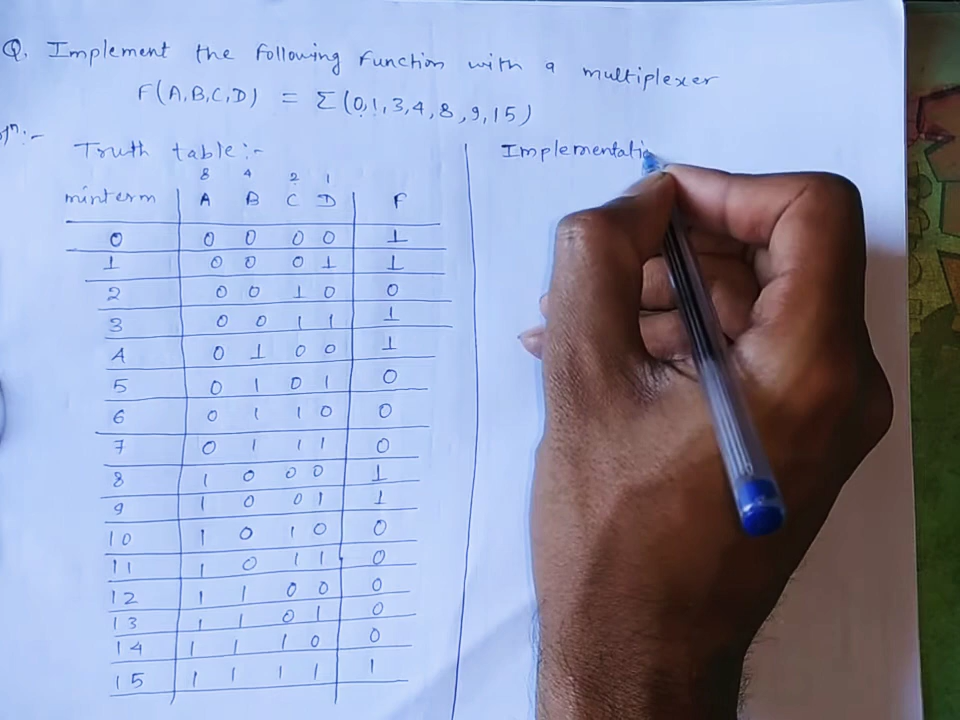 Q. Implement the following function with a multiplexer
F(A,B,C,D) = Σ(0,1,3,4,8,9,15)
Truth table:-
8 4 2 1
minterm A B C D F
0 0 0 0 0 1
1 0 0 0 1 1
2 0 0 1 0 0
3 0 0 1 1 1
4 0 1 0 0 1
5 0 1 0 1 0
6 0 1 1 0 0
7 0 1 1 1 0
8 1 0 0 0 1
9 1 0 0 1 1
10 1 0 1 0 0
11 1 0 1 1 0
12 1 1 0 0 0
13 1 1 0 1 0
14 1 1 1 0 0
15 1 1 1 1 1
Implementatio